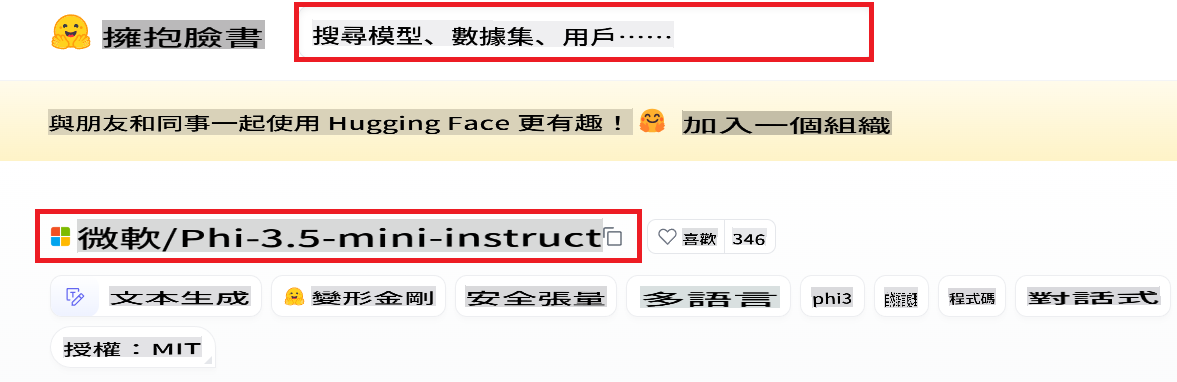 擁抱臉書 搜尋模型、數據集、用戶⋯⋯
與朋友和同事一起使用 Hugging Face 更有趣！ 加入一個組織
微軟/Phi-3.5-mini-instruct 喜歡 346
文本生成 變形金剛 安全張量 多語言 phi3 程式碼 對話式
授權：MIT